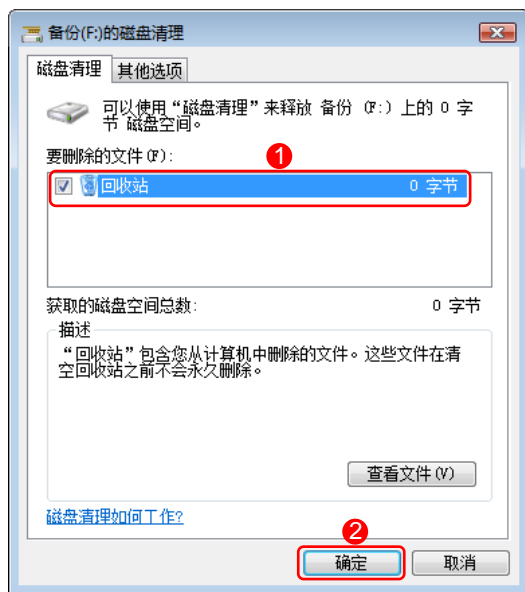 备份(F:)的磁盘清理
磁盘清理 其他选项
可以使用“磁盘清理”来释放 备份 (F:) 上的 0 字
节 磁盘空间。
要删除的文件(F):
1
回收站 0 字节
获取的磁盘空间总数: 0 字节
描述
“回收站”包含您从计算机中删除的文件。这些文件在清
空回收站之前不会永久删除。
查看文件(V)
磁盘清理如何工作?
2
确定 取消